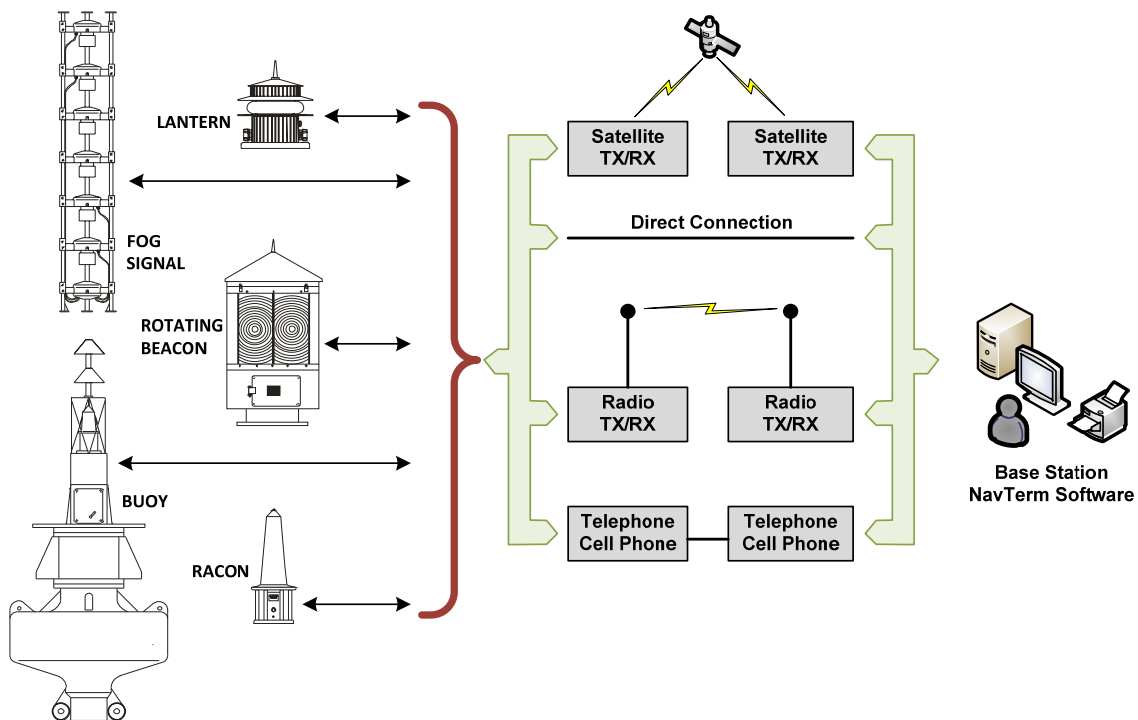 LANTERN
FOG
SIGNAL
ROTATING
BEACON
BUOY
RACON
Satellite
TX/RX
Satellite
TX/RX
Direct Connection
Radio
TX/RX
Radio
TX/RX
Telephone
Cell Phone
Telephone
Cell Phone
Base Station
NavTerm Software